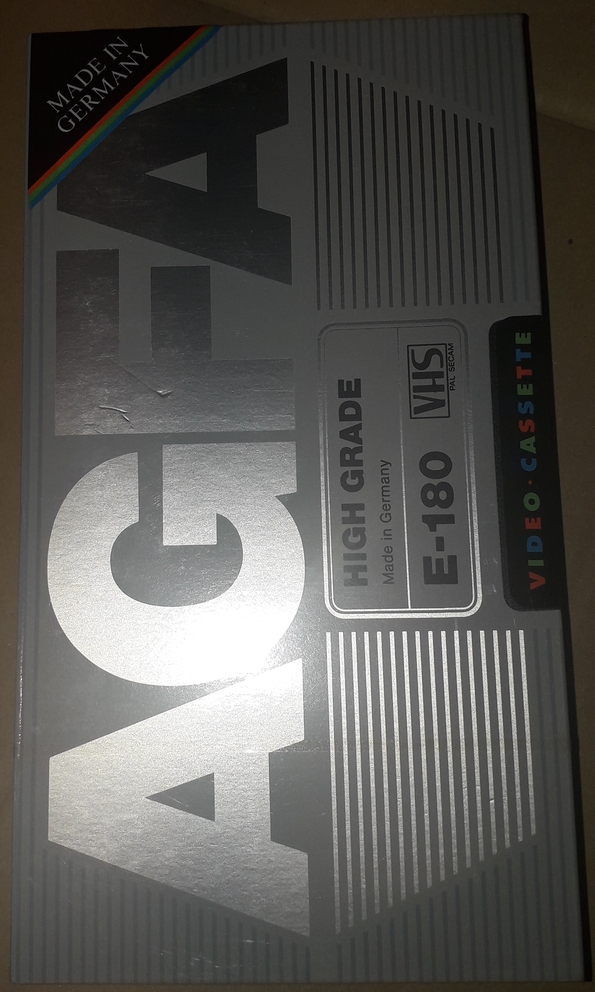 MADE IN
GERMANY
AGFA
HIGH GRADE
Made in Germany
E-180
VHS
PAL SECAM
VIDEO·CASSETTE